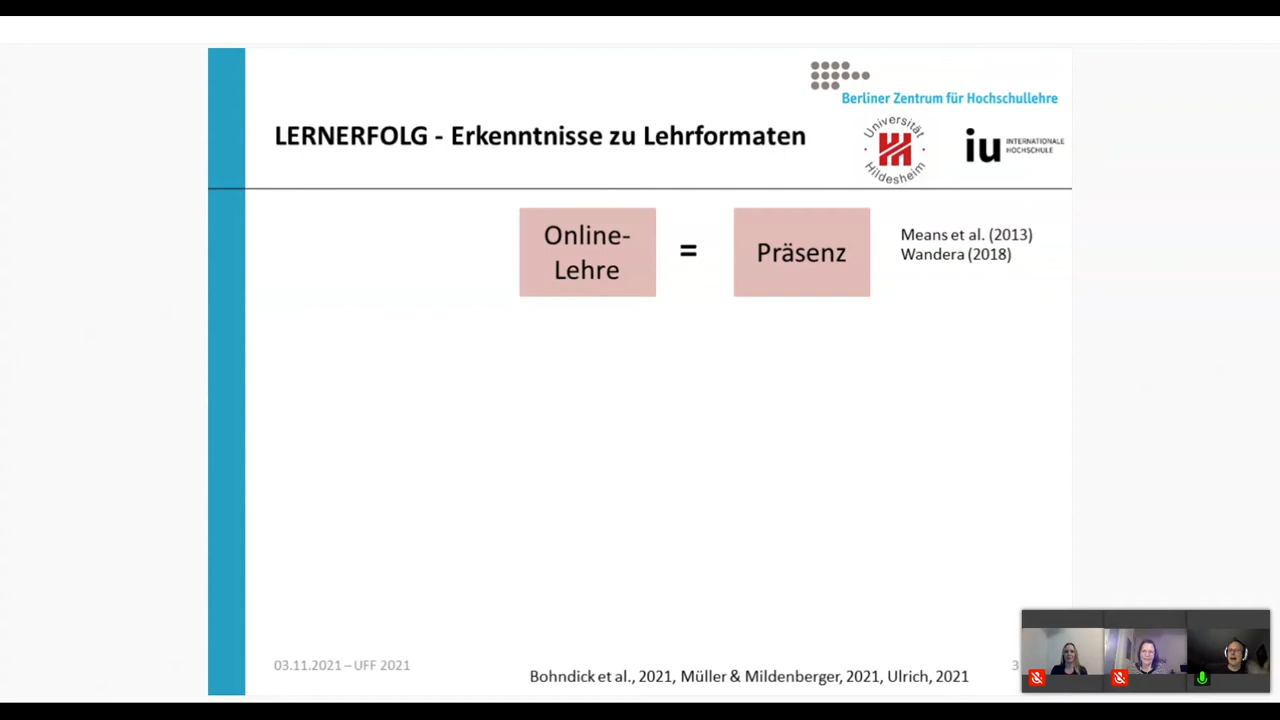 Berliner Zentrum für Hochschullehre
LERNERFOLG - Erkenntnisse zu Lehrformaten
Universität
Hildesheim
iu INTERNATIONALE
HOCHSCHULE
Online-
Lehre
=
Präsenz
Means et al. (2013)
Wandera (2018)
03.11.2021 – UFF 2021
Bohndick et al., 2021, Müller & Mildenberger, 2021, Ulrich, 2021
3